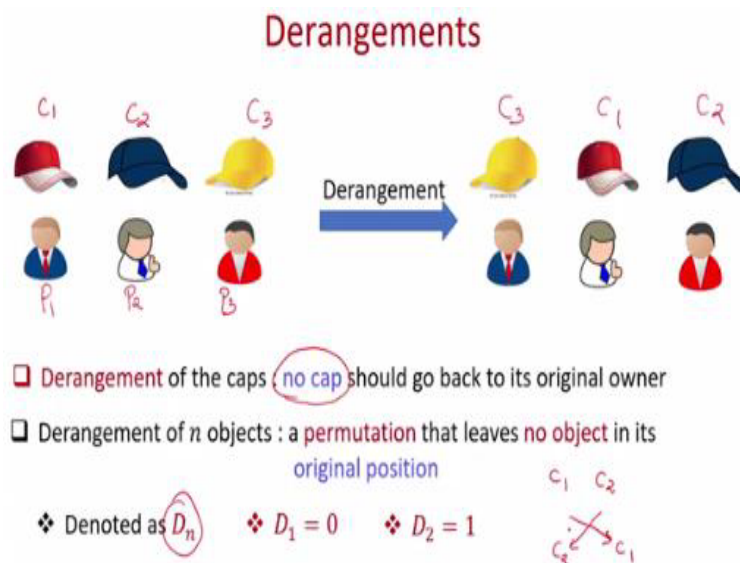 Derangements
C1 C2 C3 C3 C1 C2
Derangement
P1 P2 P3
❑ Derangement of the caps : no cap should go back to its original owner
❑ Derangement of n objects : a permutation that leaves no object in its
original position
C1 C2
❖ Denoted as Dₙ ❖ D₁ = 0 ❖ D₂ = 1
C2 C1